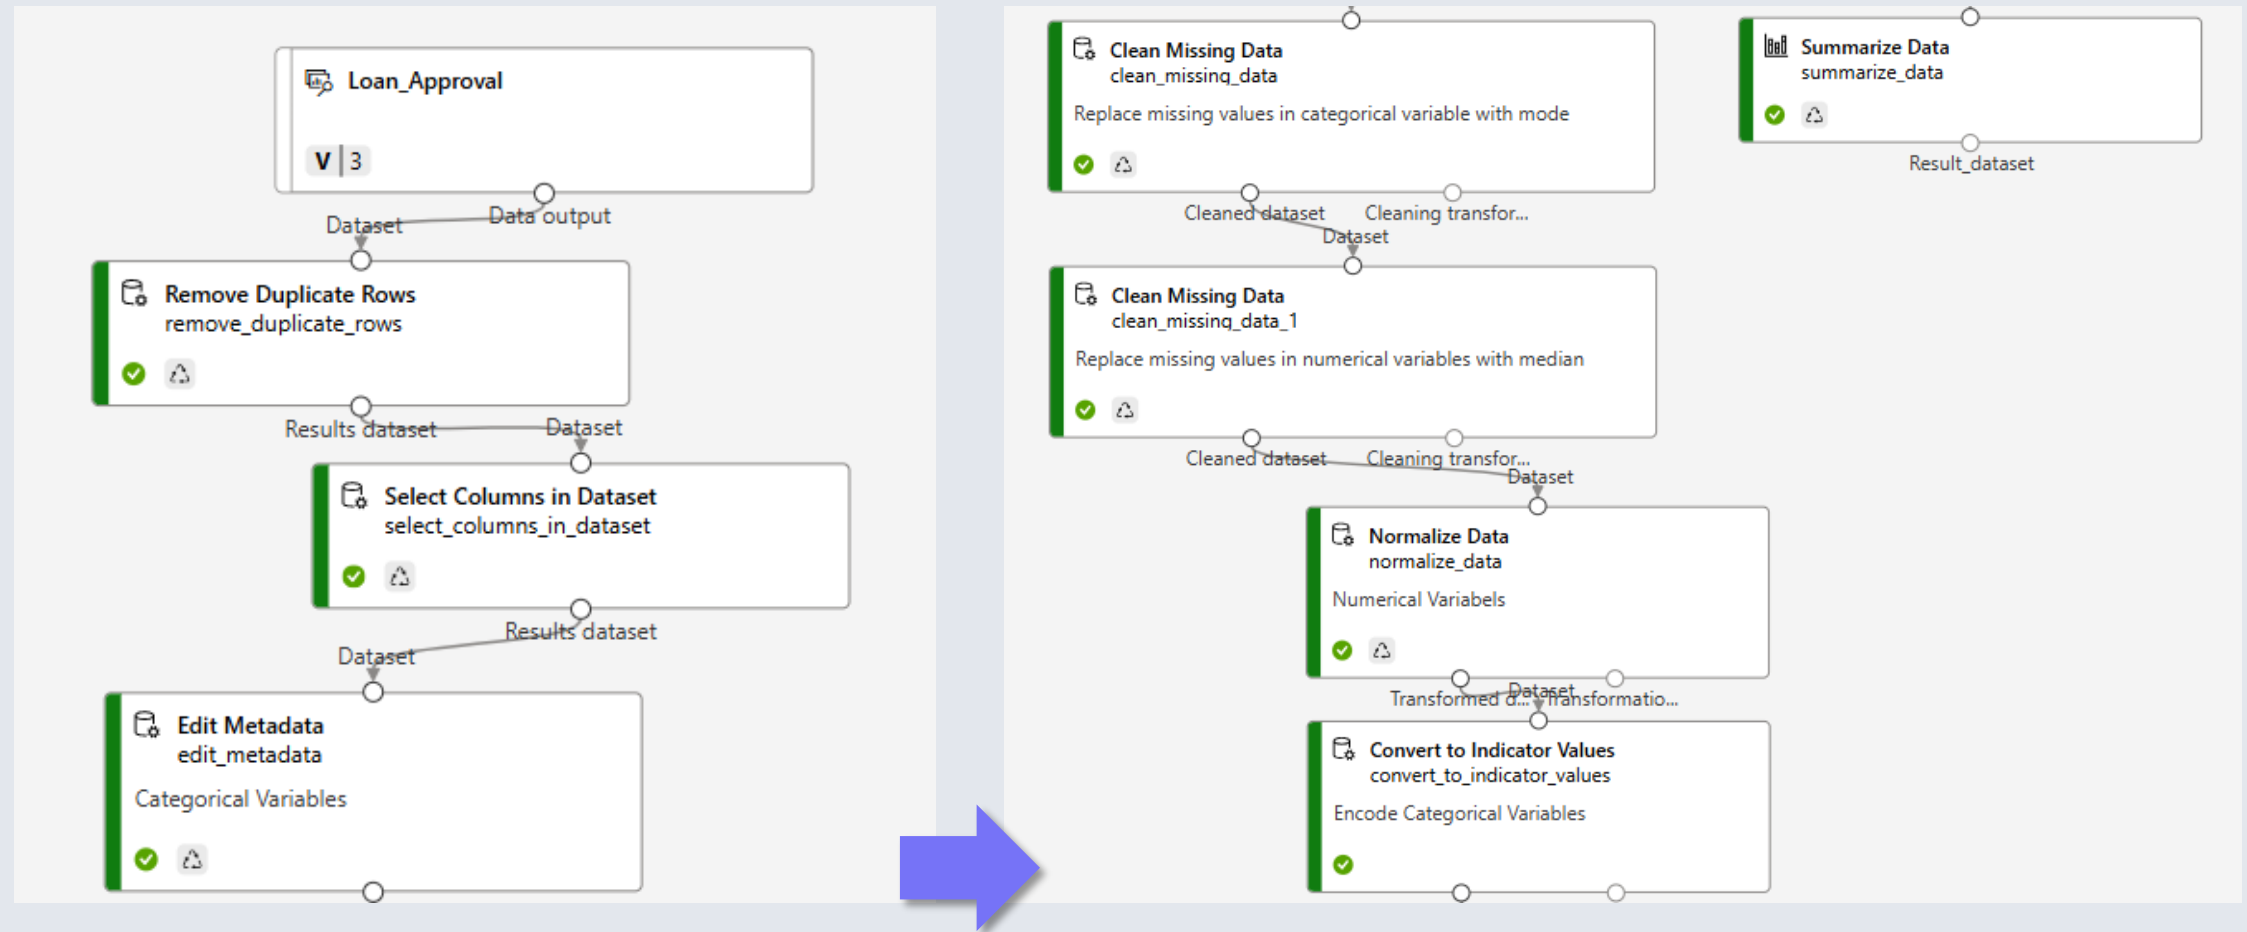 Loan_Approval
V | 3
Data output
Dataset
Remove Duplicate Rows
remove_duplicate_rows
Results dataset
Dataset
Select Columns in Dataset
select_columns_in_dataset
Results dataset
Dataset
Edit Metadata
edit_metadata
Categorical Variables
Clean Missing Data
clean_missing_data
Replace missing values in categorical variable with mode
Cleaned dataset
Cleaning transfor...
Dataset
Clean Missing Data
clean_missing_data_1
Replace missing values in numerical variables with median
Cleaned dataset
Cleaning transfor...
Dataset
Normalize Data
normalize_data
Numerical Variabels
Transformed d...
Transformatio...
Dataset
Convert to Indicator Values
convert_to_indicator_values
Encode Categorical Variables
Summarize Data
summarize_data
Result_dataset